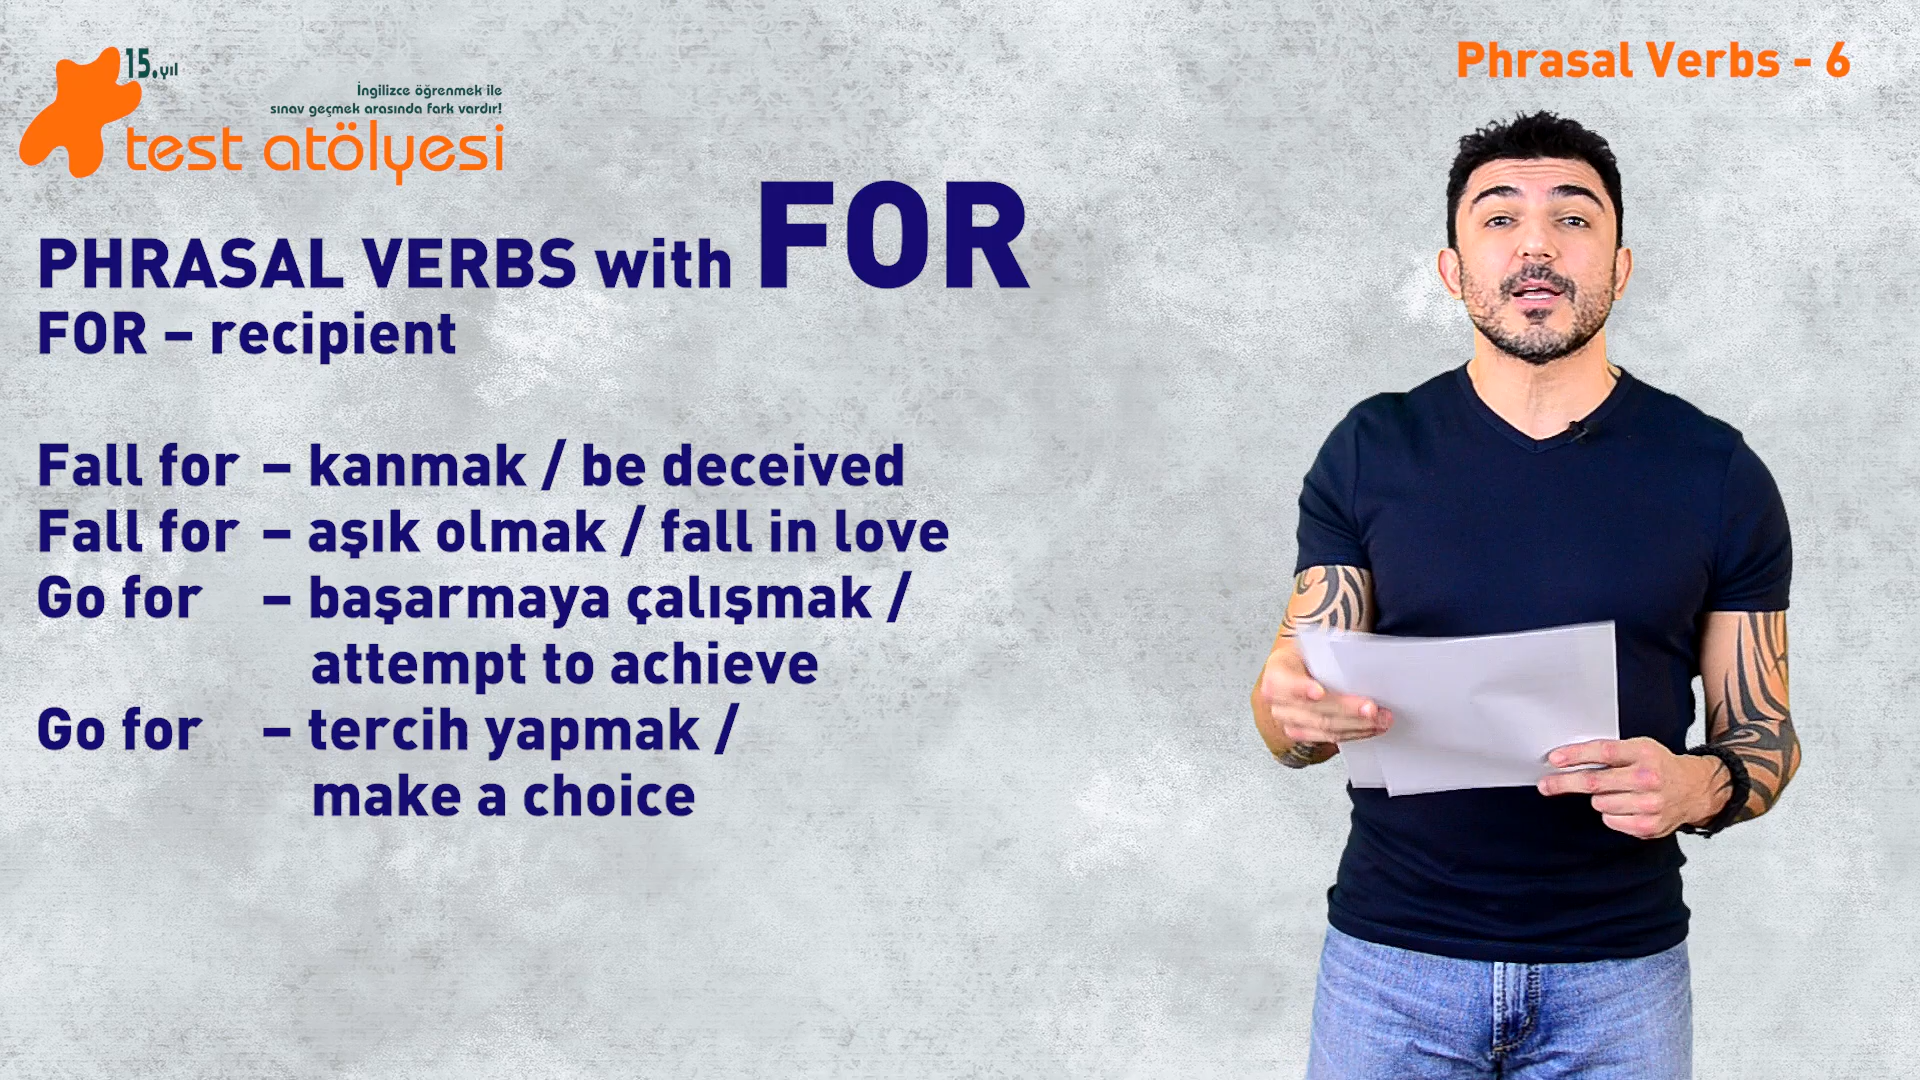 15.yıl
İngilizce öğrenmek ile
sınav geçmek arasında fark vardır!
test atölyesi
Phrasal Verbs - 6
PHRASAL VERBS with FOR
FOR – recipient
Fall for – kanmak / be deceived
Fall for – aşık olmak / fall in love
Go for – başarmaya çalışmak /
attempt to achieve
Go for – tercih yapmak /
make a choice